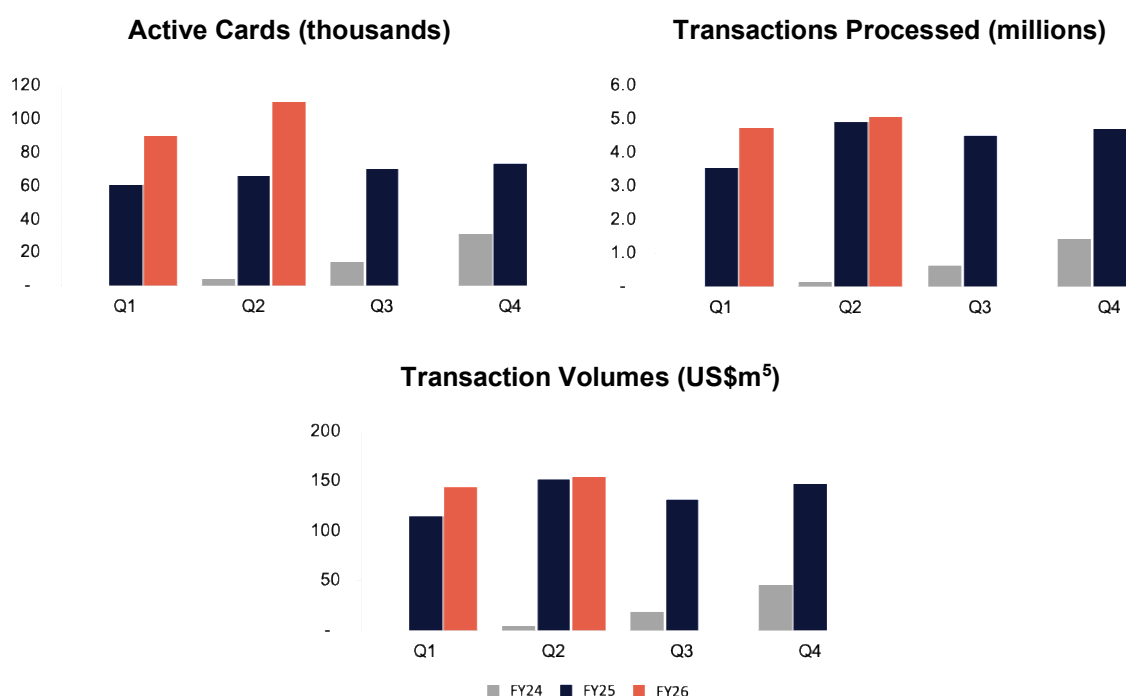 Active Cards (thousands)
120
100
80
60
40
20
-
Q1 Q2 Q3 Q4
Transactions Processed (millions)
6.0
5.0
4.0
3.0
2.0
1.0
-
Q1 Q2 Q3 Q4
Transaction Volumes (US$m⁵)
200
150
100
50
-
Q1 Q2 Q3 Q4
FY24 FY25 FY26